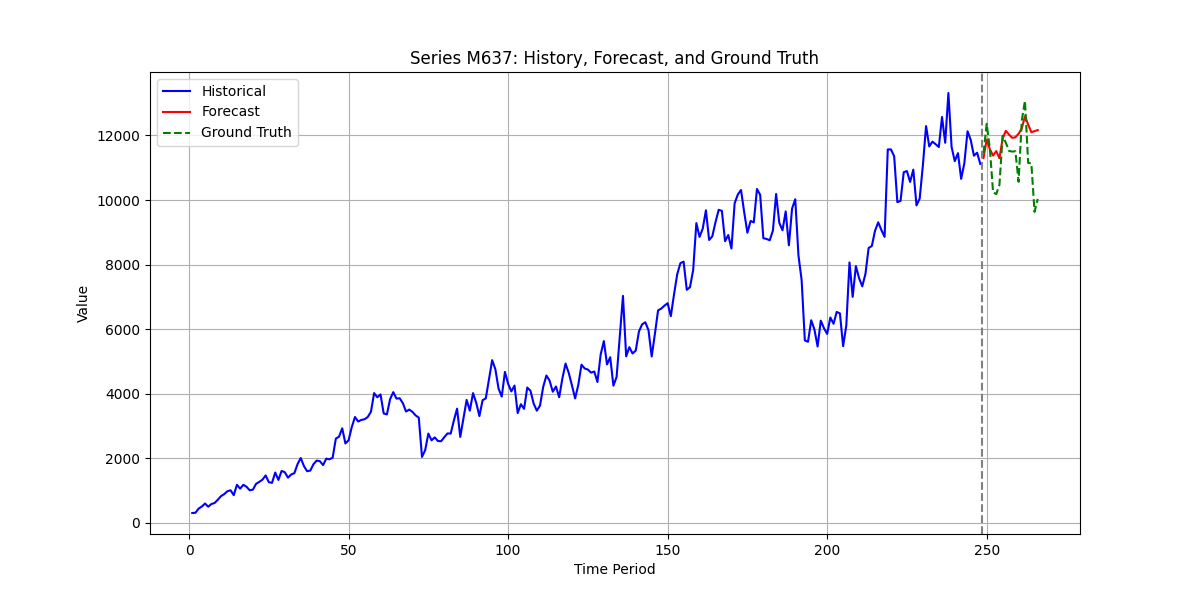 Series M637: History, Forecast, and Ground Truth
Historical
Forecast
Ground Truth
12000
10000
8000
6000
4000
2000
0
Value
0 50 100 150 200 250
Time Period